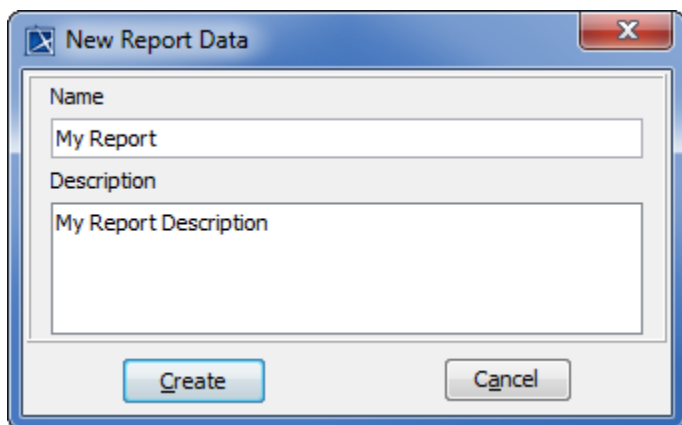 New Report Data
Name
My Report
Description
My Report Description
Create
Cancel